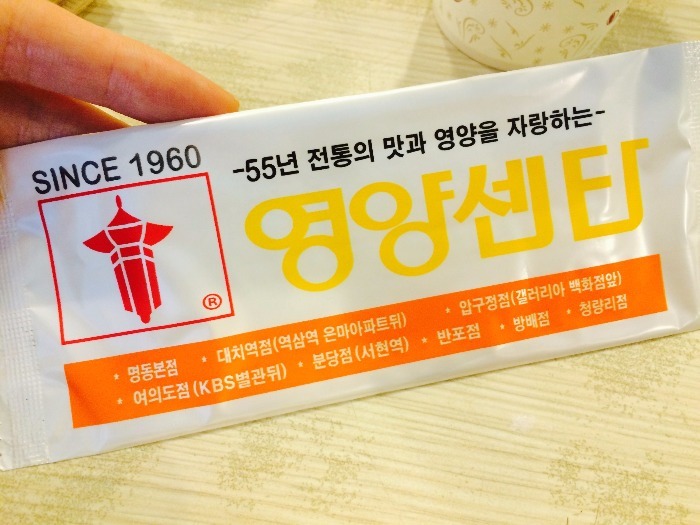 SINCE 1960
-55년 전통의 맛과 영양을 자랑하는-
영양센타
®
* 명동본점 * 대치역점(역삼역 은마아파트뒤) * 압구정점(갤러리아 백화점앞)
* 여의도점(KBS별관뒤) * 분당점(서현역) * 반포점 * 방배점 * 청량리점